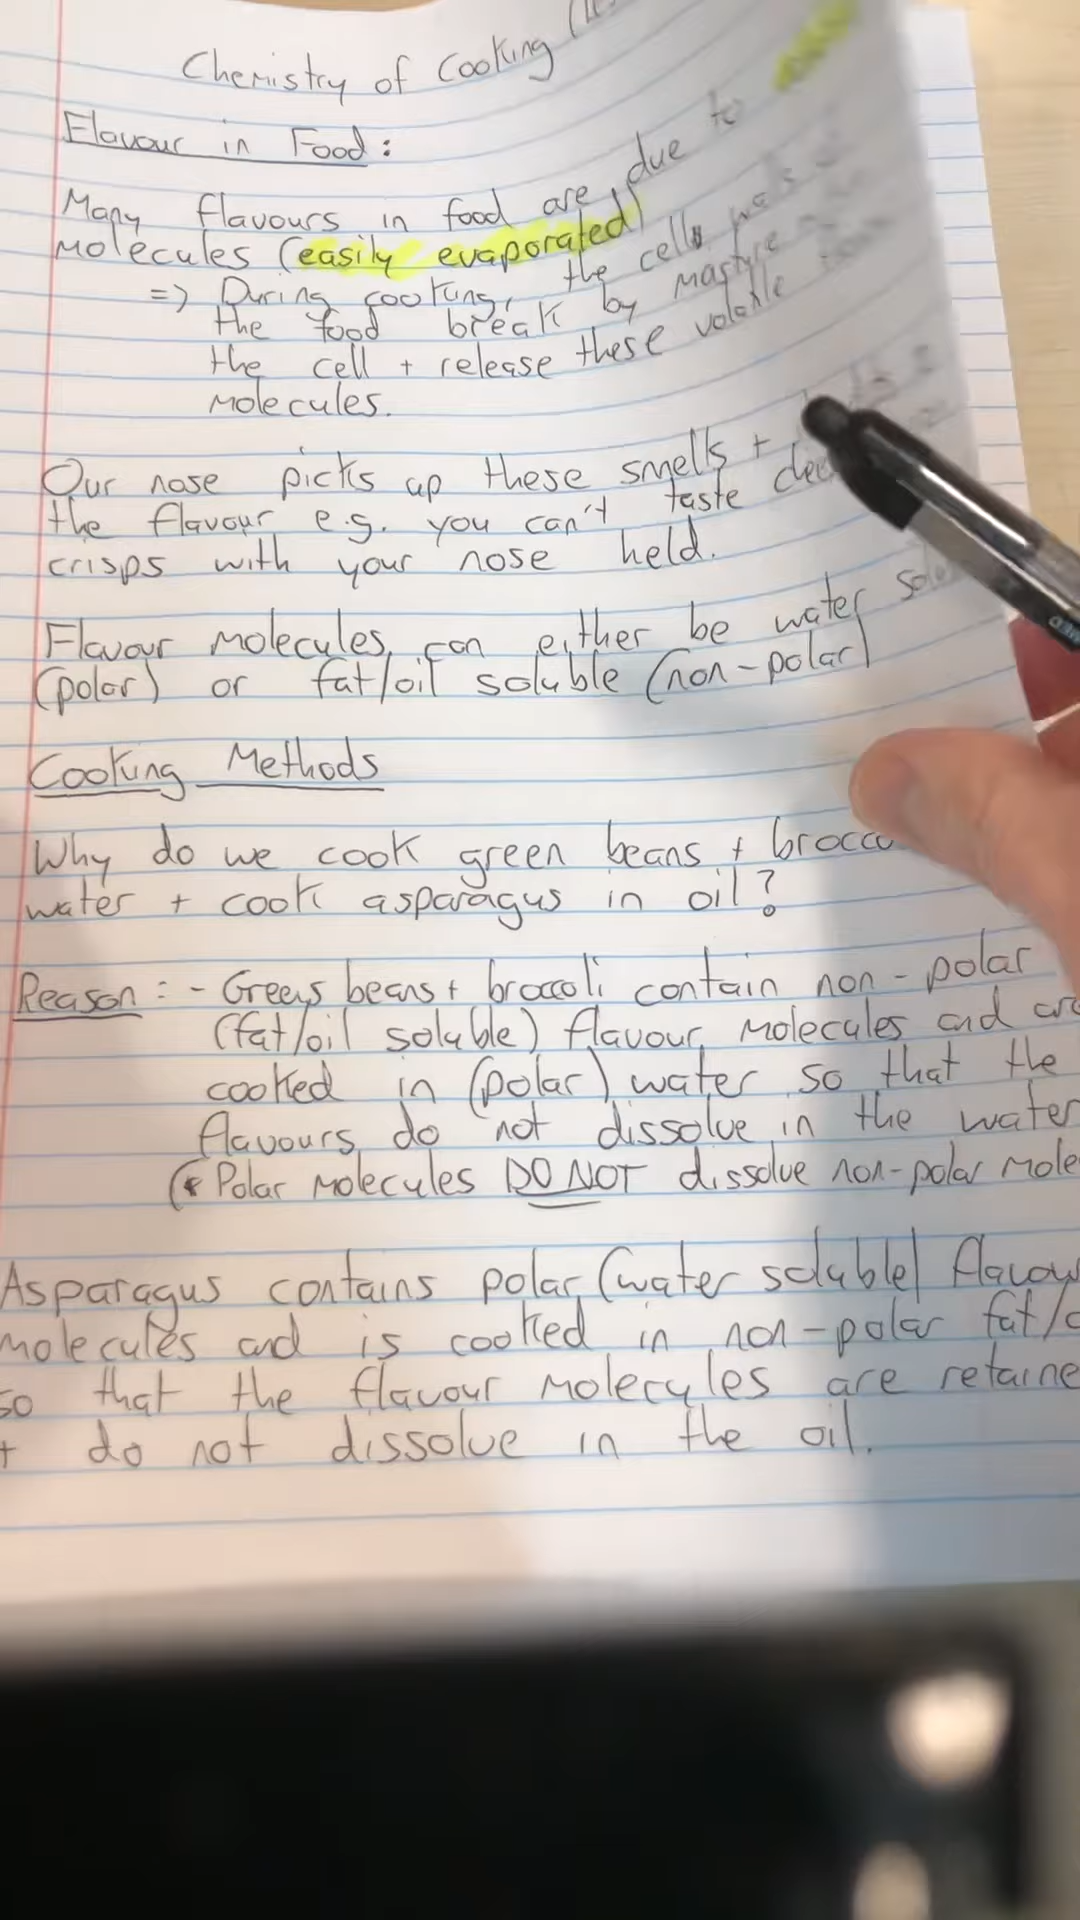 Chemistry of Cooking
Flavour in Food:
Many flavours in food are due to
molecules (easily evaporated)
=> During cooking, the cells walls
the food break by
the cell + release these volatile
molecules.
Our nose picks up these smells +
the flavour e.g. you can't taste
crisps with your nose held.
Flavour molecules can either be water
(polar) or fat/oil soluble (non-polar)
Cooking Methods
Why do we cook green beans +
water + cook asparagus in oil?
Reason: - Greens beans + broccoli contain non-polar
(fat/oil soluble) flavour molecules and
cooked in (polar) water so that the
flavours do not dissolve in the water
(* Polar molecules DO NOT dissolve non-polar
Asparagus contains polar (water soluble)
molecules and is cooked in non-polar
so that the flavour molecules are
+ do not dissolve in the oil.